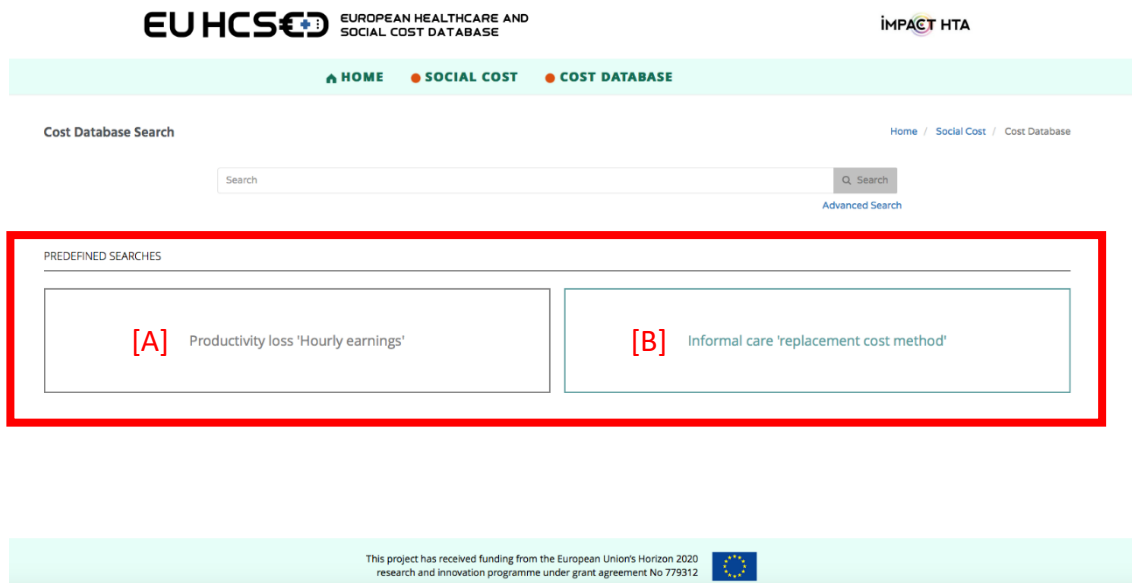 EU HCS€D EUROPEAN HEALTHCARE AND
SOCIAL COST DATABASE
IMPACT HTA
HOME SOCIAL COST COST DATABASE
Cost Database Search
Home / Social Cost / Cost Database
Search
Search
Advanced Search
PREDEFINED SEARCHES
[A] Productivity loss 'Hourly earnings'
[B] Informal care 'replacement cost method'
This project has received funding from the European Union's Horizon 2020
research and innovation programme under grant agreement No 779312